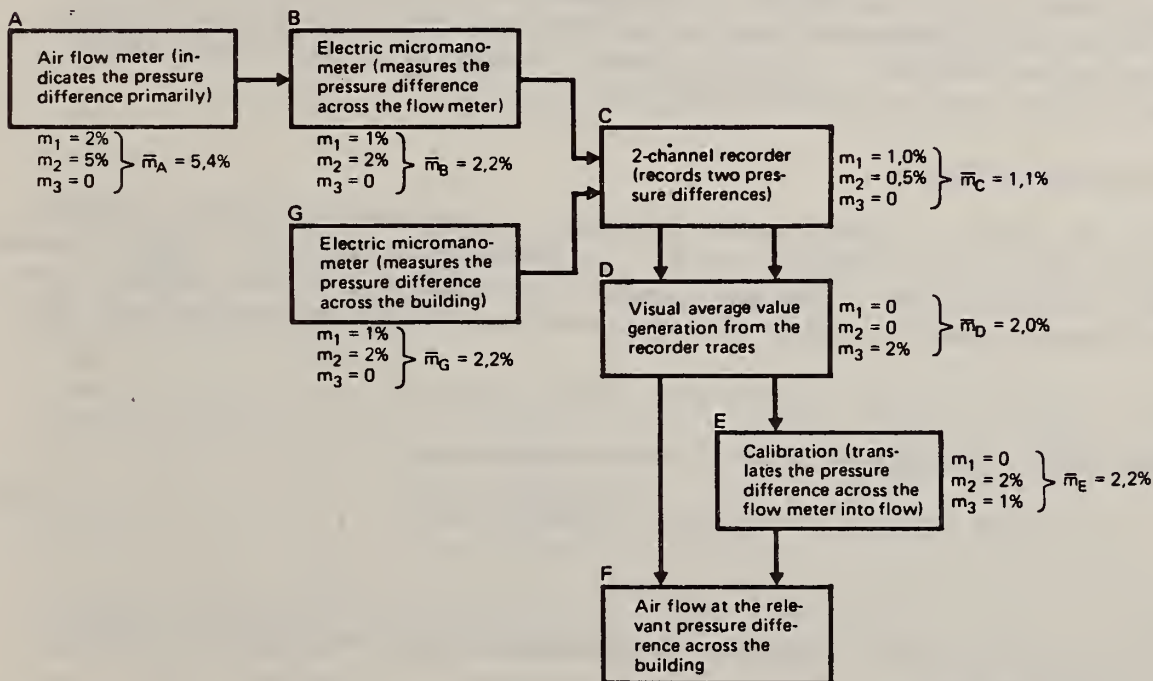 A
Air flow meter (in-
dicates the pressure
difference primarily)
m1 = 2%
m2 = 5%
m3 = 0
m̅A = 5,4%
B
Electric micromano-
meter (measures the
pressure difference
across the flow meter)
m1 = 1%
m2 = 2%
m3 = 0
m̅B = 2,2%
G
Electric micromano-
meter (measures the
pressure difference
across the building)
m1 = 1%
m2 = 2%
m3 = 0
m̅G = 2,2%
C
2-channel recorder
(records two pres-
sure differences)
m1 = 1,0%
m2 = 0,5%
m3 = 0
m̅C = 1,1%
D
Visual average value
generation from the
recorder traces
m1 = 0
m2 = 0
m3 = 2%
m̅D = 2,0%
E
Calibration (trans-
lates the pressure
difference across the
flow meter into flow)
m1 = 0
m2 = 2%
m3 = 1%
m̅E = 2,2%
F
Air flow at the rele-
vant pressure diffe-
rence across the
building